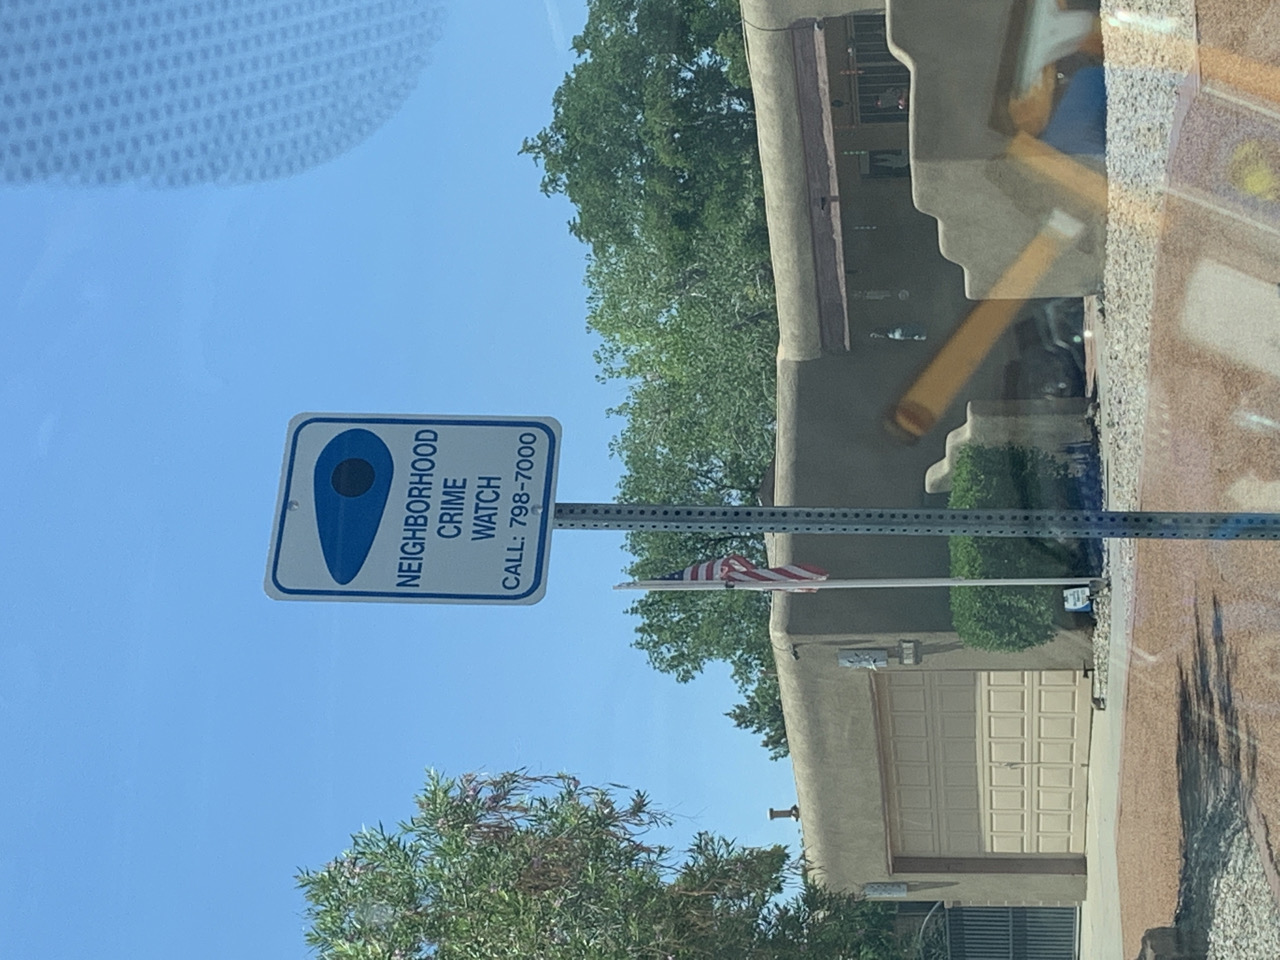 NEIGHBORHOOD
CRIME
WATCH
CALL: 798-7000